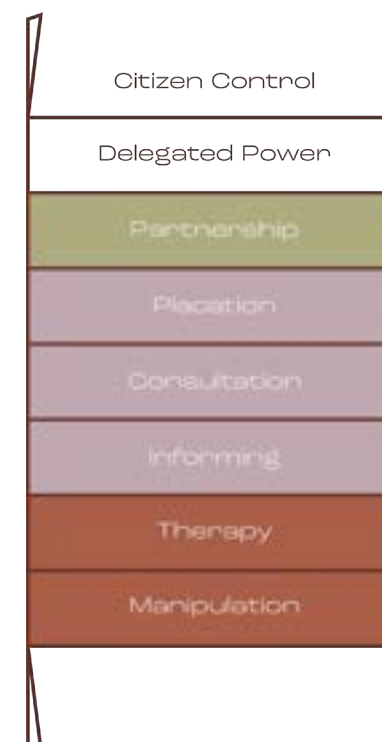 Citizen Control
Delegated Power
Partnership
Placation
Consultation
Informing
Therapy
Manipulation